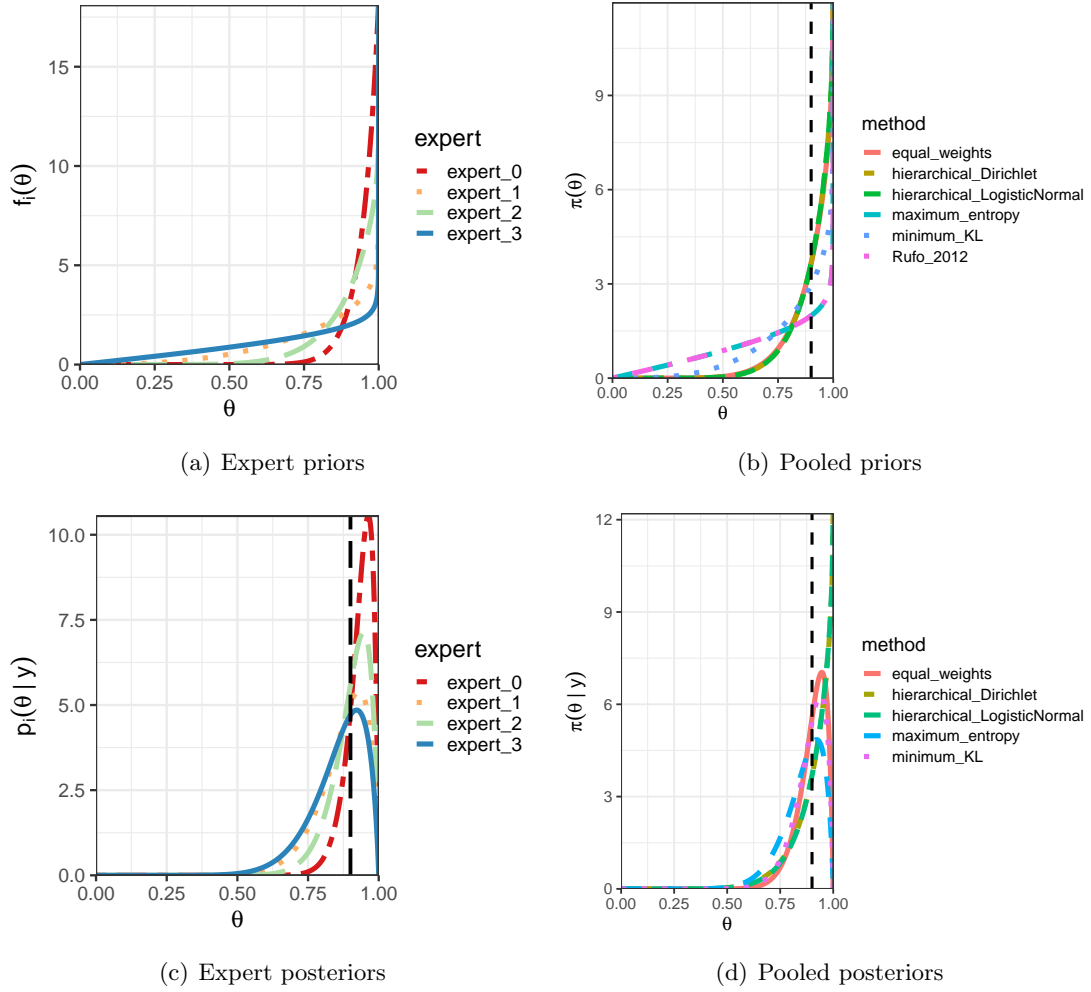 fᵢ(θ)
15
10
5
0
0.00 0.25 0.50 0.75 1.00
θ
expert
expert_0
expert_1
expert_2
expert_3
(a) Expert priors
π(θ)
9
6
3
0
0.00 0.25 0.50 0.75 1.00
θ
method
equal_weights
hierarchical_Dirichlet
hierarchical_LogisticNormal
maximum_entropy
minimum_KL
Rufo_2012
(b) Pooled priors
pᵢ(θ | y)
10.0
7.5
5.0
2.5
0.0
0.00 0.25 0.50 0.75 1.00
θ
expert
expert_0
expert_1
expert_2
expert_3
(c) Expert posteriors
π(θ | y)
12
9
6
3
0
0.00 0.25 0.50 0.75 1.00
θ
method
equal_weights
hierarchical_Dirichlet
hierarchical_LogisticNormal
maximum_entropy
minimum_KL
(d) Pooled posteriors